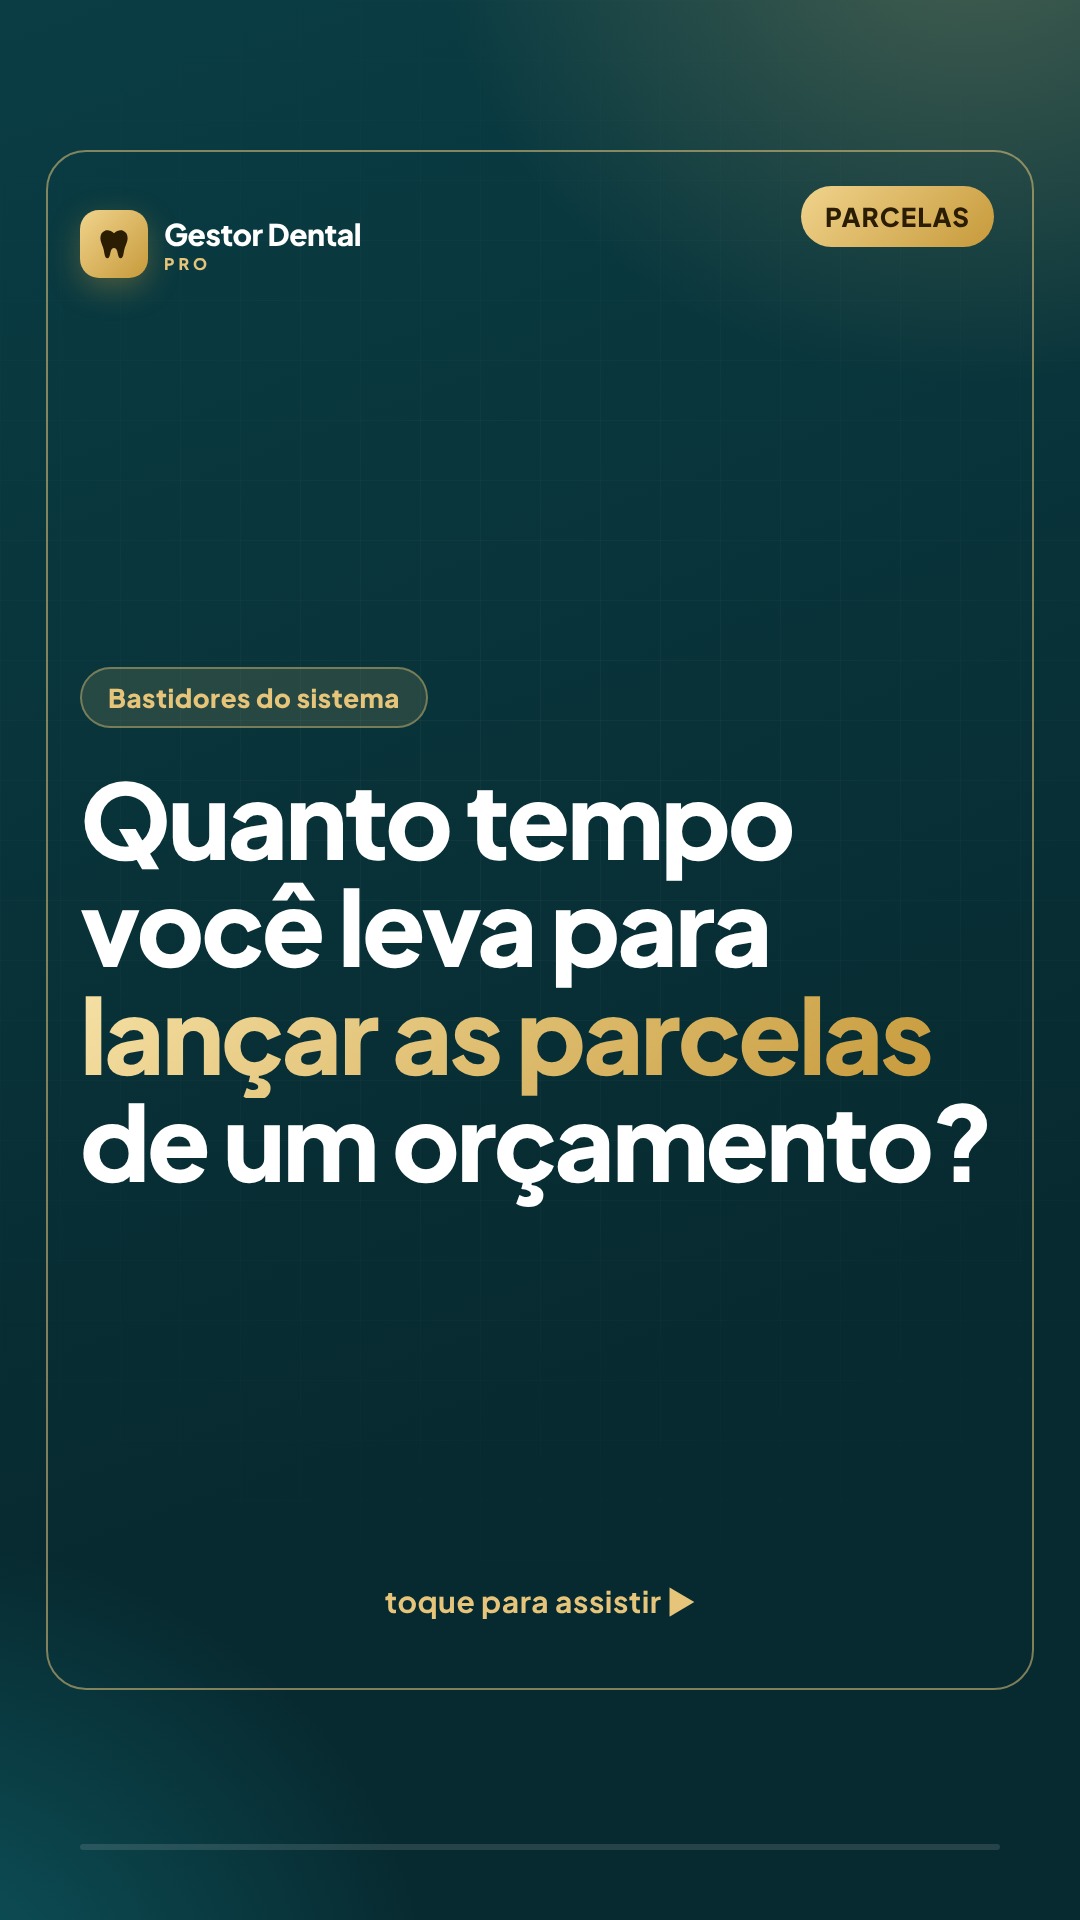 Gestor Dental
PRO
PARCELAS
Bastidores do sistema
Quanto tempo
você leva para
lançar as parcelas
de um orçamento?
toque para assistir ▶